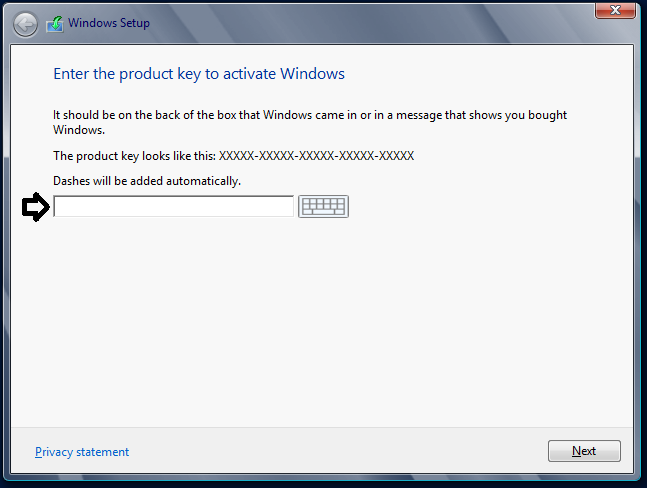 Windows Setup
Enter the product key to activate Windows
It should be on the back of the box that Windows came in or in a message that shows you bought
Windows.
The product key looks like this: XXXXX-XXXXX-XXXXX-XXXXX-XXXXX
Dashes will be added automatically.
Privacy statement
Next